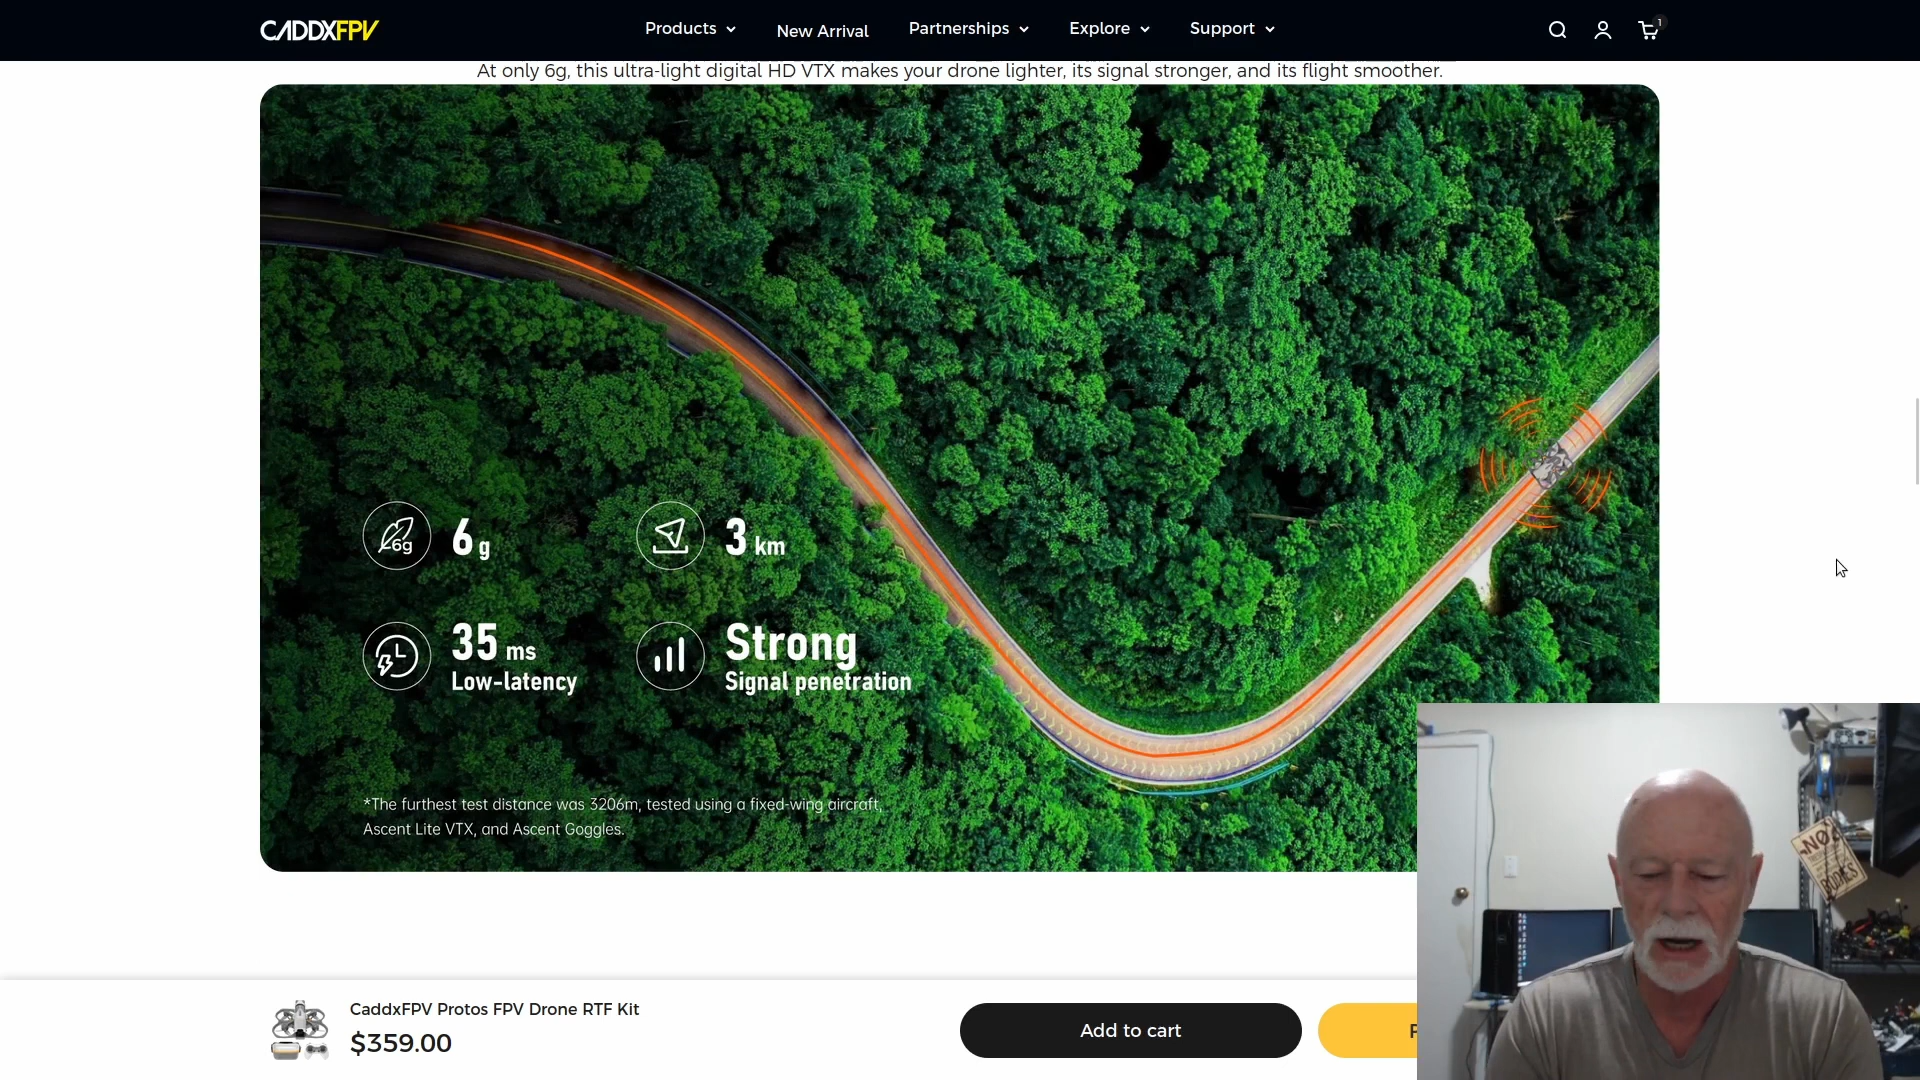 CADDXFPV
Products
New Arrival
Partnerships
Explore
Support
1
At only 6g, this ultra-light digital HD VTX makes your drone lighter, its signal stronger, and its flight smoother.
6g
6 g
3 km
35 ms
Low-latency
Strong
Signal penetration
*The furthest test distance was 3206m, tested using a fixed-wing aircraft,
Ascent Lite VTX, and Ascent Goggles.
NO
CaddxFPV Protos FPV Drone RTF Kit
$359.00
Add to cart